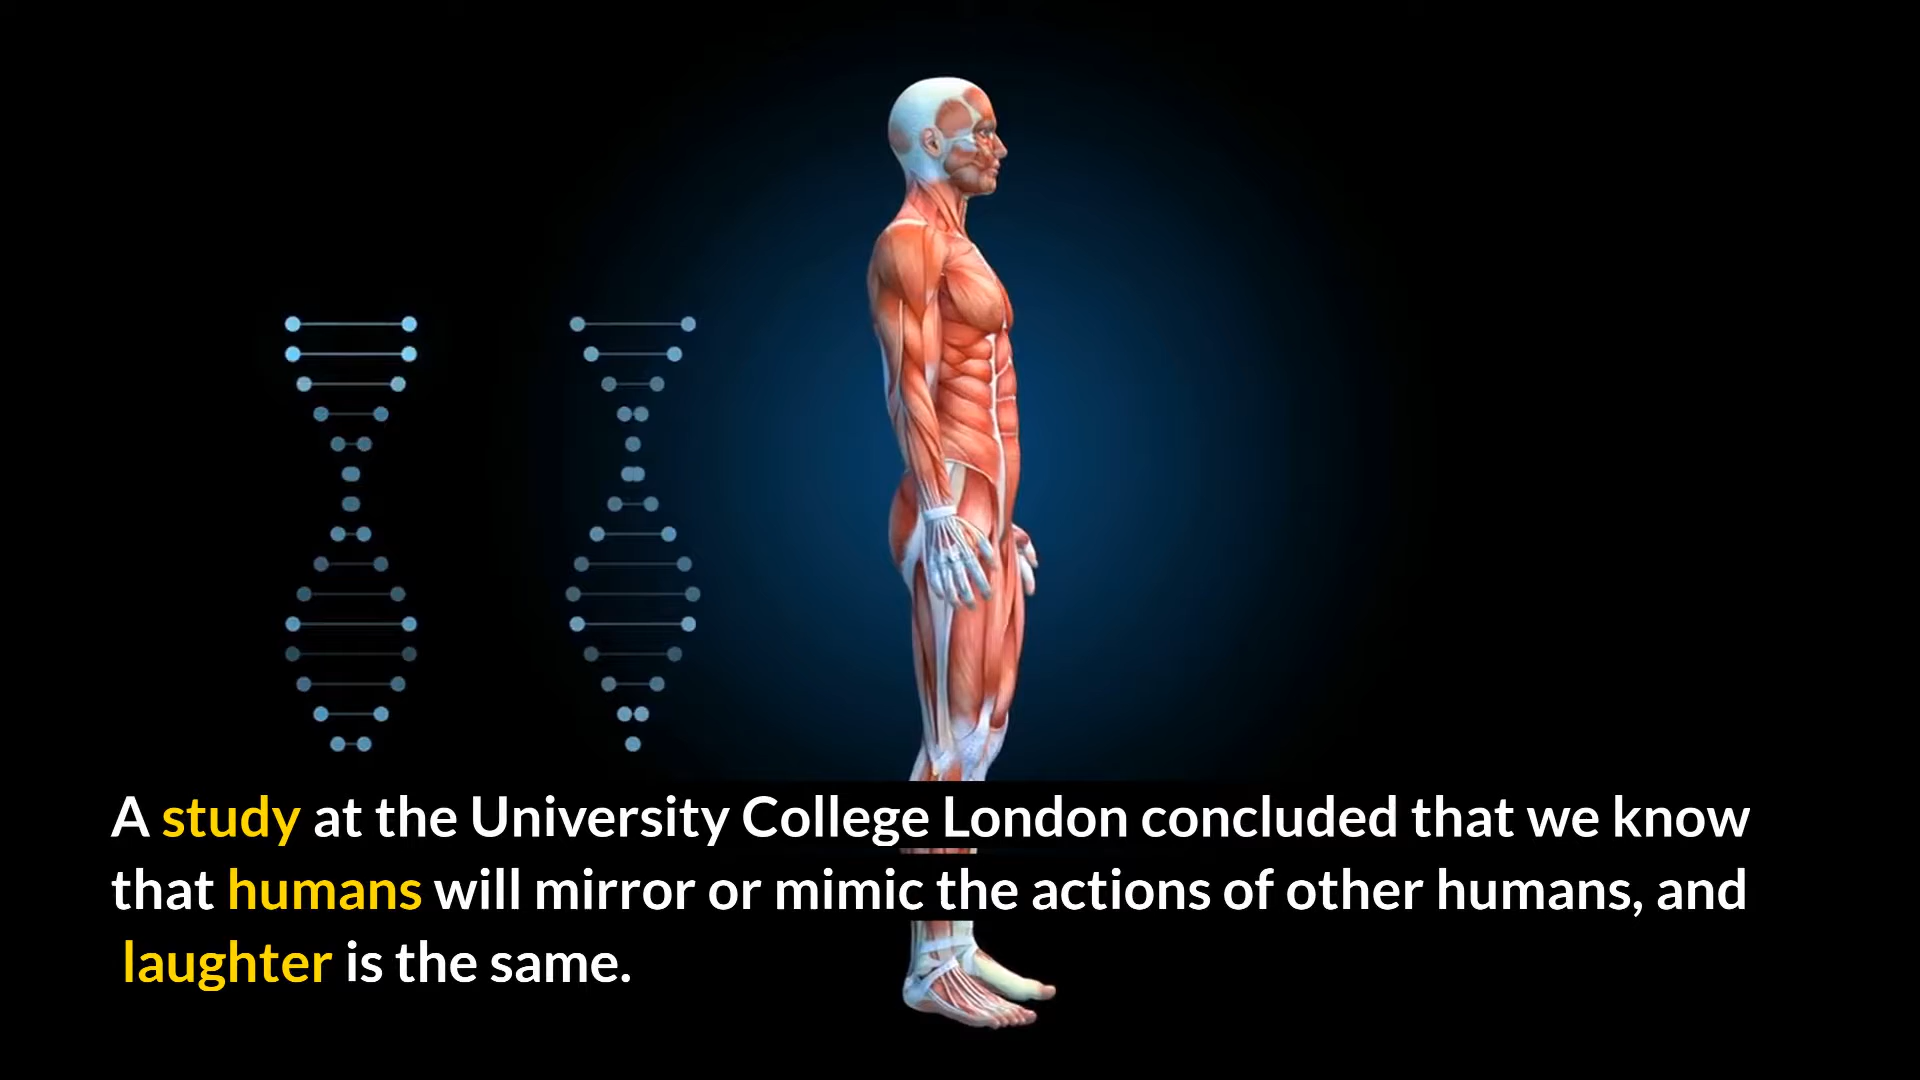 A study at the University College London concluded that we know
that humans will mirror or mimic the actions of other humans, and
laughter is the same.